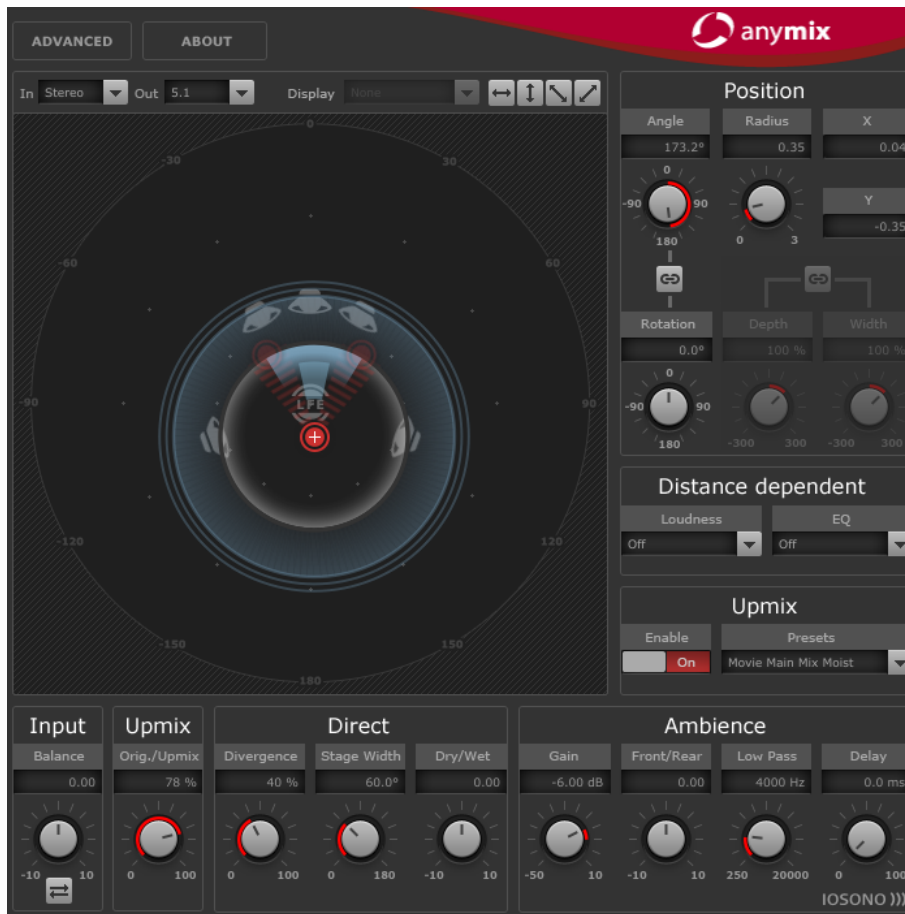 ADVANCED ABOUT
anymix
In Stereo Out 5.1 Display None
0
-30 30
-60 60
-90 90
-120 120
-150 150
180
LFE
Position
Angle Radius X
173.2° 0.35 0.04
0
-90 90
180
0 3
Y
-0.35
Rotation Depth Width
0.0° 100 % 100 %
0
-90 90
180
-300 300 -300 300
Distance dependent
Loudness EQ
Off Off
Upmix
Enable Presets
On Movie Main Mix Moist
Input Upmix Direct Ambience
Balance Orig./Upmix Divergence Stage Width Dry/Wet Gain Front/Rear Low Pass Delay
0.00 78 % 40 % 60.0° 0.00 -6.00 dB 0.00 4000 Hz 0.0 ms
-10 10 0 100 0 100 0 180 -10 10 -50 10 -10 10 250 20000 0 100
IOSONO